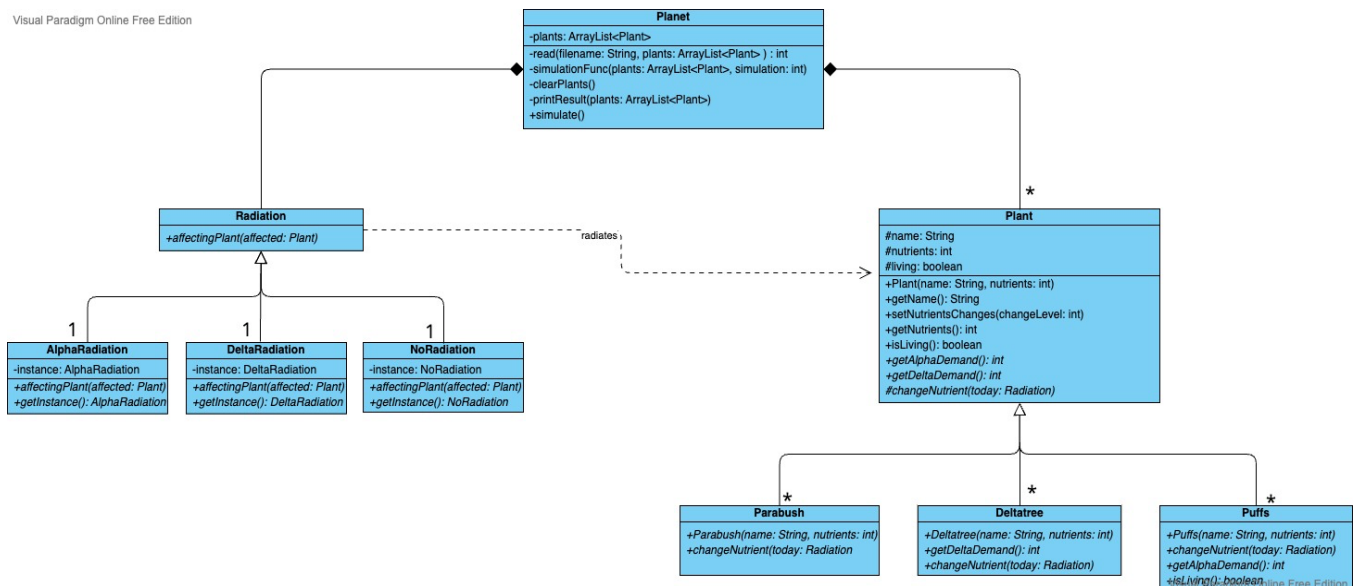 Visual Paradigm Online Free Edition
Planet
-plants: ArrayList<Plant>
-read(filename: String, plants: ArrayList<Plant> ) : int
-simulationFunc(plants: ArrayList<Plant>, simulation: int)
-clearPlants()
-printResult(plants: ArrayList<Plant>)
+simulate()
*
Radiation
+affectingPlant(affected: Plant)
radiates
Plant
#name: String
#nutrients: int
#living: boolean
+Plant(name: String, nutrients: int)
+getName(): String
+setNutrientsChanges(changeLevel: int)
+getNutrients(): int
+isLiving(): boolean
+getAlphaDemand(): int
+getDeltaDemand(): int
#changeNutrient(today: Radiation)
1
1
1
AlphaRadiation
-instance: AlphaRadiation
+affectingPlant(affected: Plant)
+getInstance(): AlphaRadiation
DeltaRadiation
-instance: DeltaRadiation
+affectingPlant(affected: Plant)
+getInstance(): DeltaRadiation
NoRadiation
-instance: NoRadiation
+affectingPlant(affected: Plant)
+getInstance(): NoRadiation
*
*
*
Parabush
+Parabush(name: String, nutrients: int)
+changeNutrient(today: Radiation
Deltatree
+Deltatree(name: String, nutrients: int)
+getDeltaDemand(): int
+changeNutrient(today: Radiation)
Puffs
+Puffs(name: String, nutrients: int)
+changeNutrient(today: Radiation)
+getAlphaDemand(): int
+isLiving(): boolean
Visual Paradigm Online Free Edition